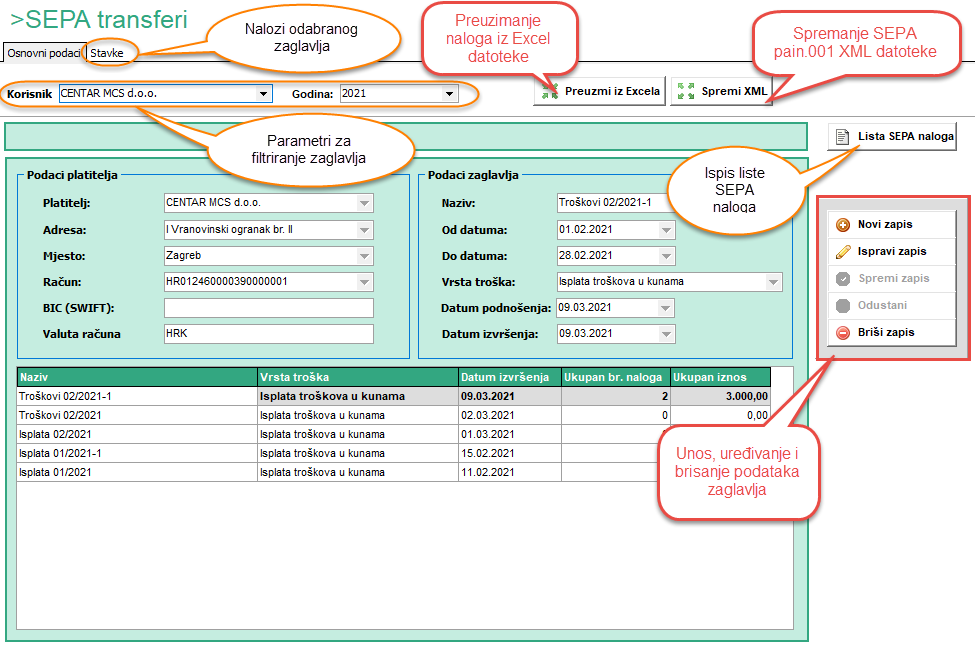 >SEPA transferi
Nalozi odabranog
zaglavlja
Preuzimanje
naloga iz Excel
datoteke
Spremanje SEPA
pain.001 XML datoteke
Osnovni podaci
Stavke
Korisnik
CENTAR MCS d.o.o.
Godina:
2021
Preuzmi iz Excela
Spremi XML
Parametri za
filtriranje zaglavlja
Lista SEPA naloga
Ispis liste
SEPA
naloga
Podaci platitelja
Platitelj:
CENTAR MCS d.o.o.
Adresa:
I Vranovinski ogranak br. II
Mjesto:
Zagreb
Račun:
HR012460000390000001
BIC (SWIFT):
Valuta računa
HRK
Podaci zaglavlja
Naziv:
Troškovi 02/2021-1
Od datuma:
01.02.2021
Do datuma:
28.02.2021
Vrsta troška:
Isplata troškova u kunama
Datum podnošenja:
09.03.2021
Datum izvršenja:
09.03.2021
Novi zapis
Ispravi zapis
Spremi zapis
Odustani
Briši zapis
Naziv Vrsta troška Datum izvršenja Ukupan br. naloga Ukupan iznos
Troškovi 02/2021-1 Isplata troškova u kunama 09.03.2021 2 3.000,00
Troškovi 02/2021 Isplata troškova u kunama 02.03.2021 0 0,00
Isplata 02/2021 Isplata troškova u kunama 01.03.2021
Isplata 01/2021-1 Isplata troškova u kunama 15.02.2021
Isplata 01/2021 Isplata troškova u kunama 11.02.2021
Unos, uređivanje i
brisanje podataka
zaglavlja